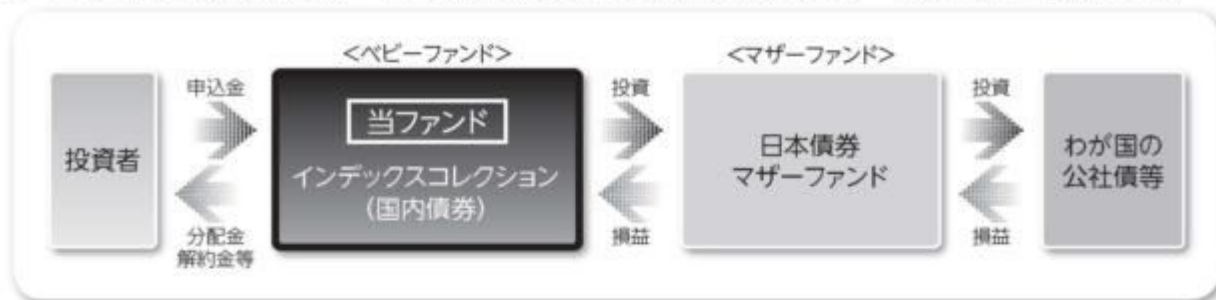 <ベビーファンド>
<マザーファンド>
投資者
申込金
分配金
解約金等
当ファンド
インデックスコレクション
(国内債券)
投資
損益
日本債券
マザーファンド
投資
損益
わが国の
公社債等